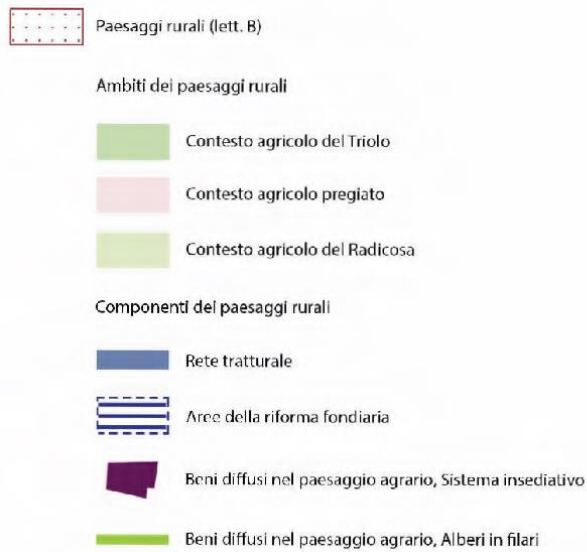 Paesaggi rurali (lett. B)
Ambiti dei paesaggi rurali
Contesto agricolo del Triolo
Contesto agricolo pregiato
Contesto agricolo del Radicosa
Componenti dei paesaggi rurali
Rete tratturale
Aree della riforma fondiaria
Beni diffusi nel paesaggio agrario, Sistema insediativo
Beni diffusi nel paesaggio agrario, Alberi in filari